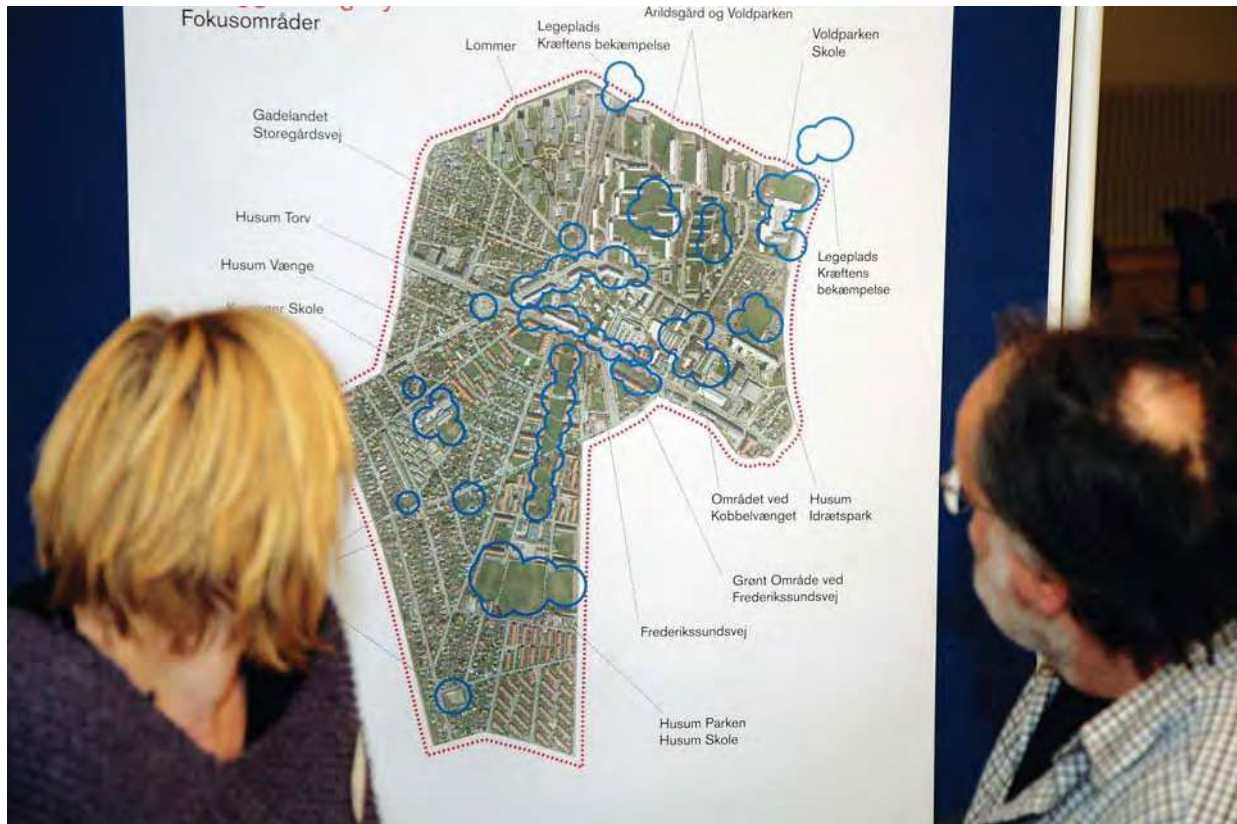 Fokusområder
Arildsgård og Voldparken
Legeplads
Kræftens bekæmpelse
Voldparken
Skole
Lommer
Gadelandet
Storegårdsvej
Husum Torv
Husum Vænge
Skole
Legeplads
Kræftens
bekæmpelse
Området ved
Kobbelvænget
Husum
Idrætspark
Grønt Område ved
Frederikssundsvej
Frederikssundsvej
Husum Parken
Husum Skole